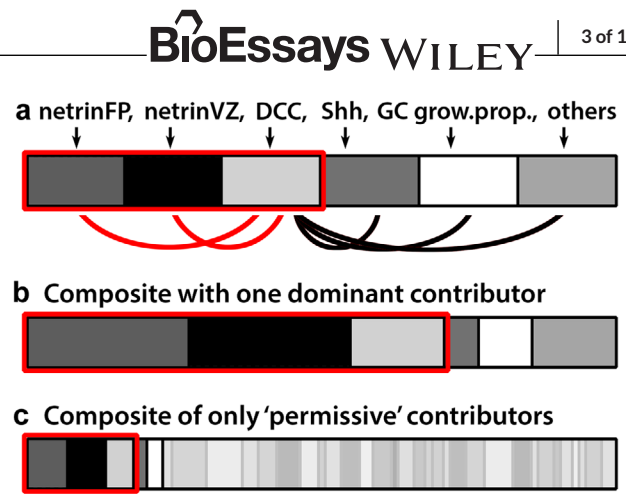 BioEssays WILEY 3 of 1
a netrinFP, netrinVZ, DCC, Shh, GC grow.prop., others
b Composite with one dominant contributor
c Composite of only 'permissive' contributors